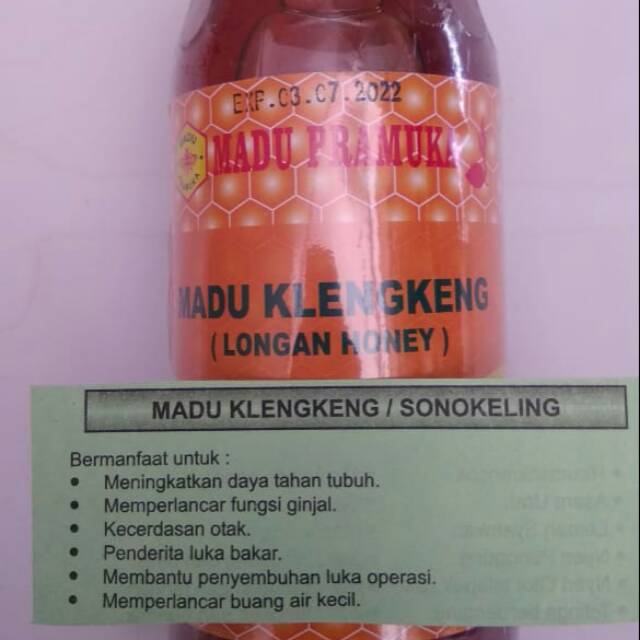 EXP.03.07.2022
MADU PRAMUKA
MADU KLENGKENG
( LONGAN HONEY )
MADU KLENGKENG / SONOKELING
Bermanfaat untuk :
• Meningkatkan daya tahan tubuh.
• Memperlancar fungsi ginjal.
• Kecerdasan otak.
• Penderita luka bakar.
• Membantu penyembuhan luka operasi.
• Memperlancar buang air kecil.